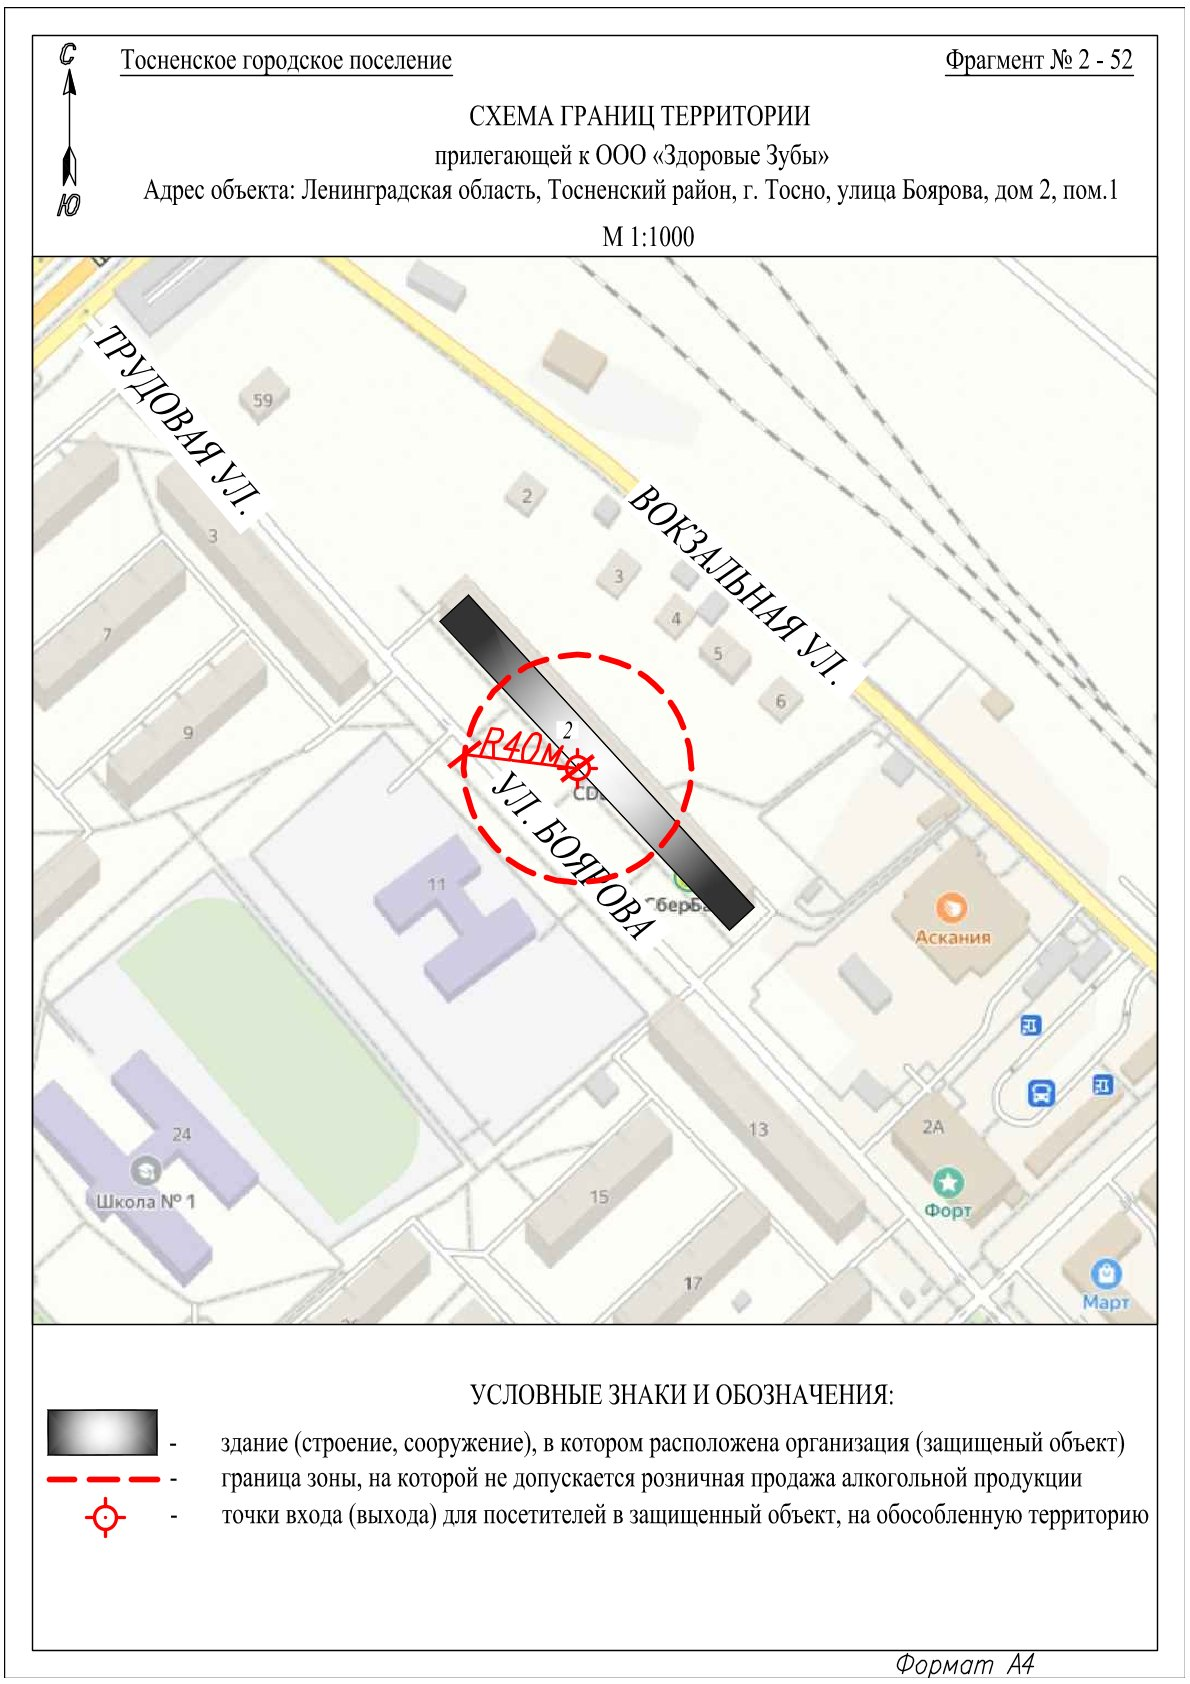 С
Тосненское городское поселение
Фрагмент № 2 - 52
СХЕМА ГРАНИЦ ТЕРРИТОРИИ
прилегающей к ООО «Здоровые Зубы»
Адрес объекта: Ленинградская область, Тосненский район, г. Тосно, улица Боярова, дом 2, пом.1
Ю
М 1:1000
ТРУДОВАЯ УЛ.
59
2
ВОКЗАЛЬНАЯ УЛ.
3
3
4
7
5
6
9
2
R40м
УЛ. БОЯРОВА
11
Аскания
24
13
2А
Школа № 1
15
Форт
17
Март
УСЛОВНЫЕ ЗНАКИ И ОБОЗНАЧЕНИЯ:
- здание (строение, сооружение), в котором расположена организация (защищеный объект)
- граница зоны, на которой не допускается розничная продажа алкогольной продукции
- точки входа (выхода) для посетителей в защищенный объект, на обособленную территорию
Формат А4